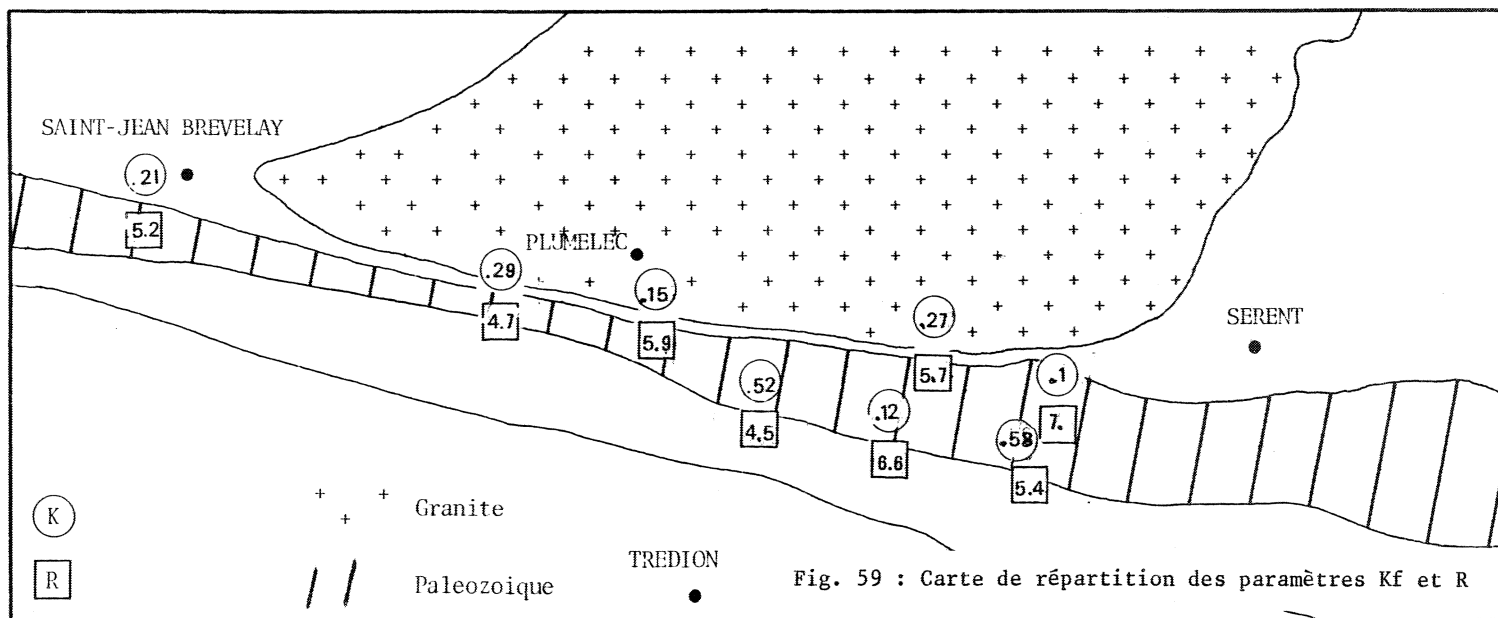 SAINT-JEAN BREVELAY
.21
5.2
PLUMELEC
.29
4.7
.15
5.9
.27
5.7
SERENT
.52
4.5
.12
6.6
.1
7.
.58
5.4
K
R
+ + +
Granite
Paleozoique
TREDION
Fig. 59 : Carte de répartition des paramètres Kf et R